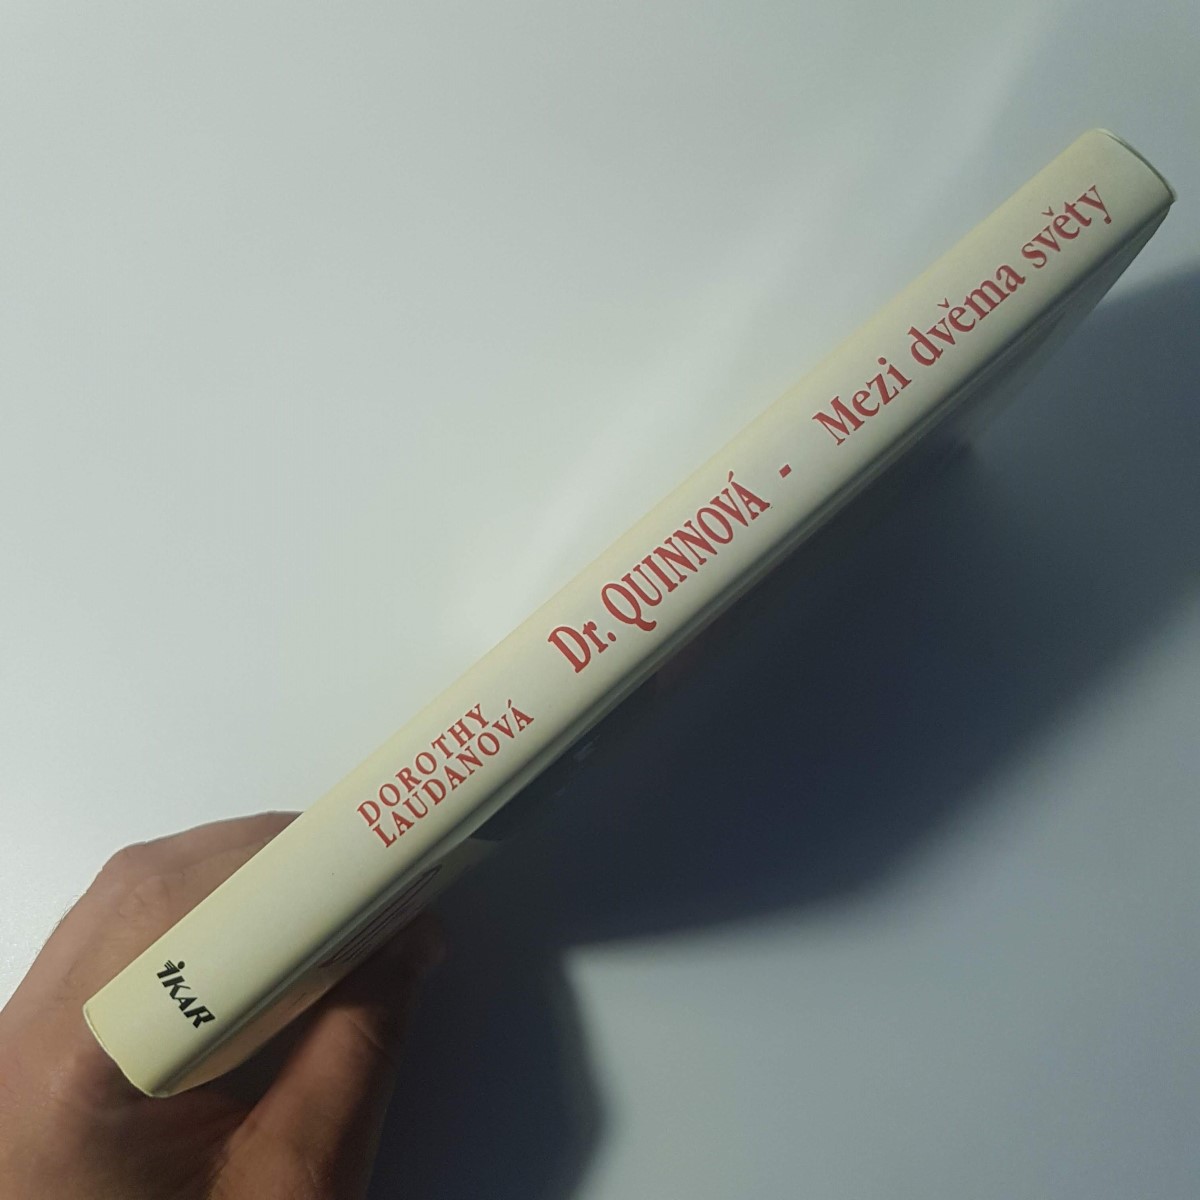 DOROTHY
LAUDANOVÁ
Dr. QUINNOVÁ - Mezi dvěma světy
IKAR